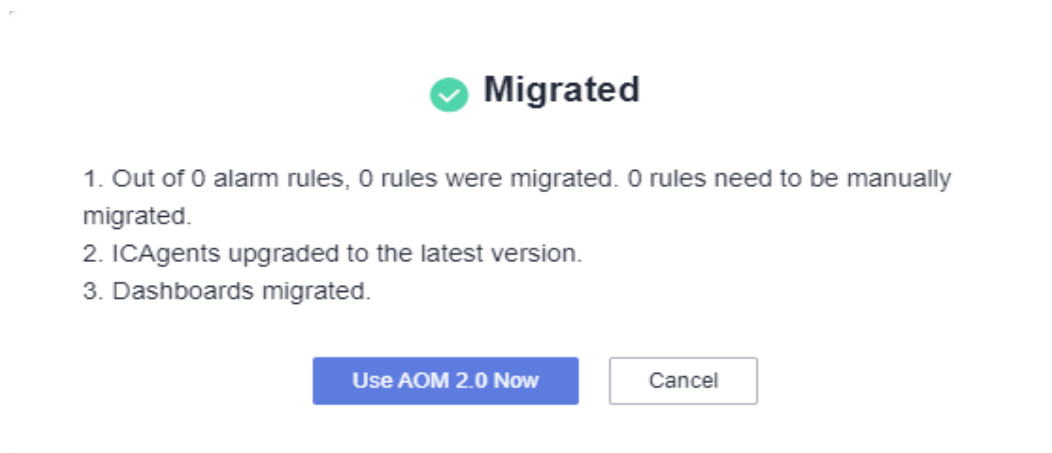 Migrated
1. Out of 0 alarm rules, 0 rules were migrated. 0 rules need to be manually
migrated.
2. ICAgents upgraded to the latest version.
3. Dashboards migrated.
Use AOM 2.0 Now
Cancel